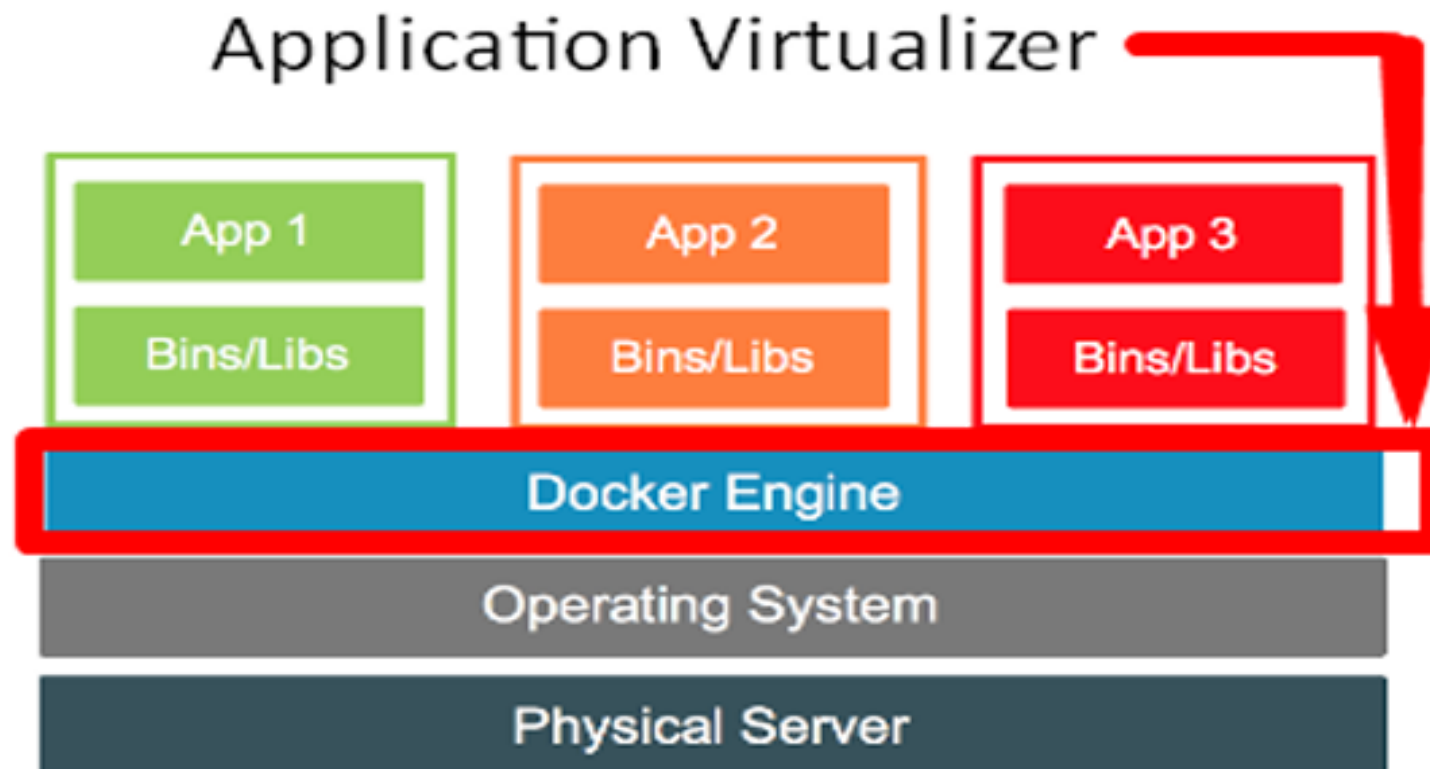 Application Virtualizer
App 1
Bins/Libs
App 2
Bins/Libs
App 3
Bins/Libs
Docker Engine
Operating System
Physical Server